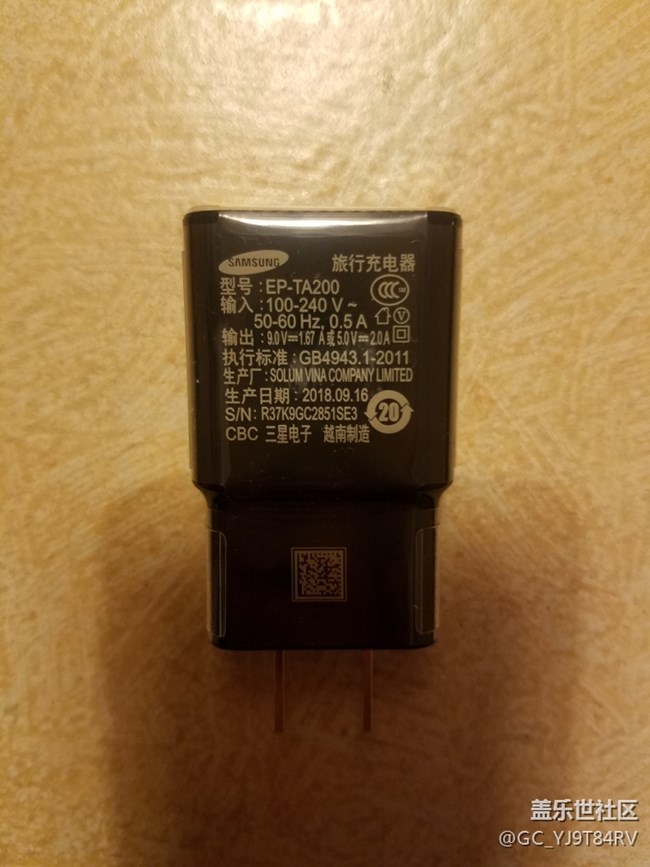 SAMSUNG 旅行充电器
型号 : EP-TA200
输入 : 100-240 V ~
50-60 Hz, 0.5 A
输出 : 9.0 V⎓1.67 A 或 5.0 V⎓2.0 A
执行标准 : GB4943.1-2011
生产厂 : SOLUM VINA COMPANY LIMITED
生产日期 : 2018.09.16
S/N: R37K9GC2851SE3 20
CBC 三星电子 越南制造
盖乐世社区
@GC_YJ9T84RV